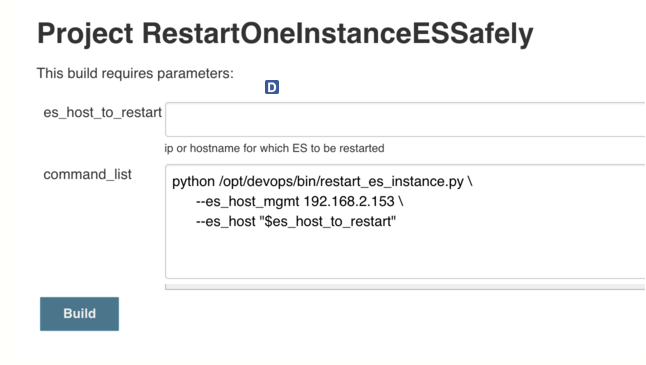 Project RestartOneInstanceESSafely
This build requires parameters:
D
es_host_to_restart
ip or hostname for which ES to be restarted
command_list
python /opt/devops/bin/restart_es_instance.py \
--es_host_mgmt 192.168.2.153 \
--es_host "$es_host_to_restart"
Build